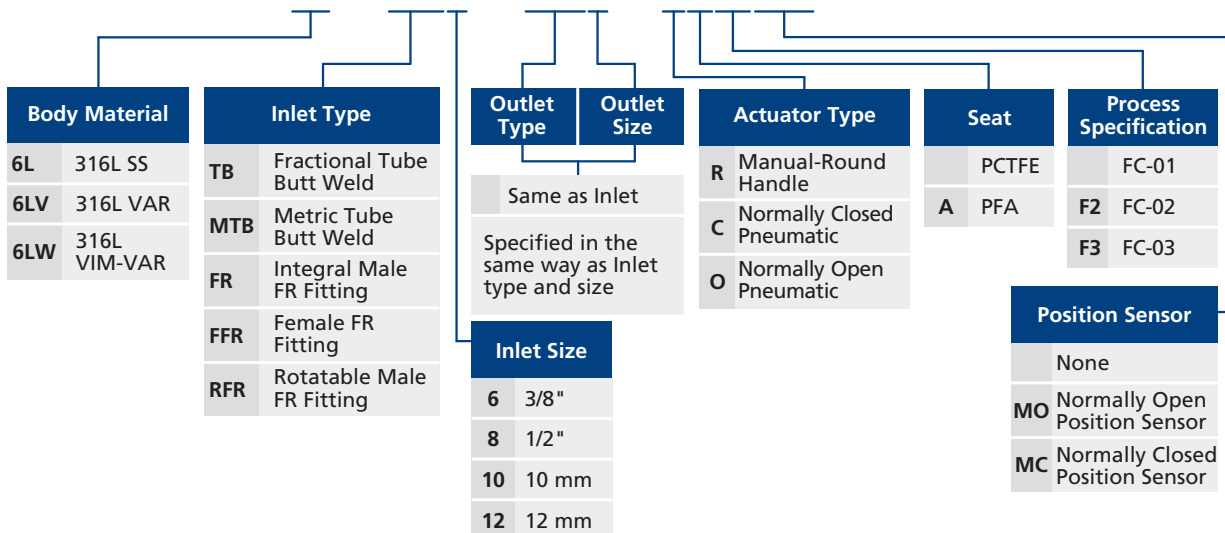 Body Material
6L 316L SS
6LV 316L VAR
6LW 316L
VIM-VAR
Inlet Type
TB Fractional Tube
Butt Weld
MTB Metric Tube
Butt Weld
FR Integral Male
FR Fitting
FFR Female FR
Fitting
RFR Rotatable Male
FR Fitting
Outlet
Type
Outlet
Size
Same as Inlet
Specified in the
same way as Inlet
type and size
Inlet Size
6 3/8"
8 1/2"
10 10 mm
12 12 mm
Actuator Type
R Manual-Round
Handle
C Normally Closed
Pneumatic
O Normally Open
Pneumatic
Seat
PCTFE
A PFA
Process
Specification
FC-01
F2 FC-02
F3 FC-03
Position Sensor
None
MO Normally Open
Position Sensor
MC Normally Closed
Position Sensor